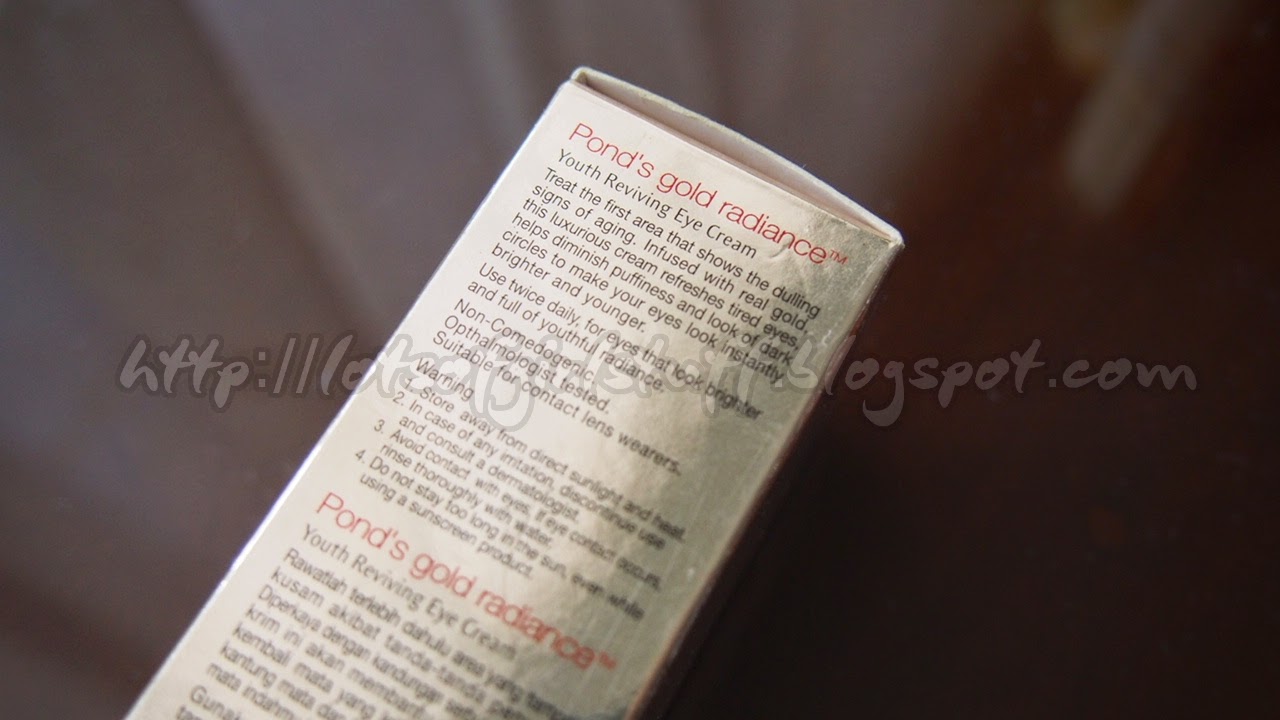 Pond's gold radiance™
Youth Reviving Eye Cream
Treat the first area that shows the dulling
signs of aging. Infused with real gold,
this luxurious cream refreshes tired eyes,
helps diminish puffiness and look of dark
circles to make your eyes look instantly
brighter and younger.
Use twice daily, for eyes that look brighter
and full of youthful radiance.
Non-Comedogenic.
Opthalmologist tested.
Suitable for contact lens wearers.
Warning
1. Store away from direct sunlight and heat.
2. In case of any irritation, discontinue use
and consult a dermatologist.
3. Avoid contact with eyes. If eye contact occurs,
rinse thoroughly with water.
4. Do not stay too long in the sun, even while
using a sunscreen product.
Pond's gold radiance™
Youth Reviving Eye Cream
Rawatlah terlebih dahulu area yang
kusam akibat tanda-tanda
Diperkaya dengan kandungan
krim ini akan
kembali mata yang
kantung mata
mata
http:// .blogspot.com